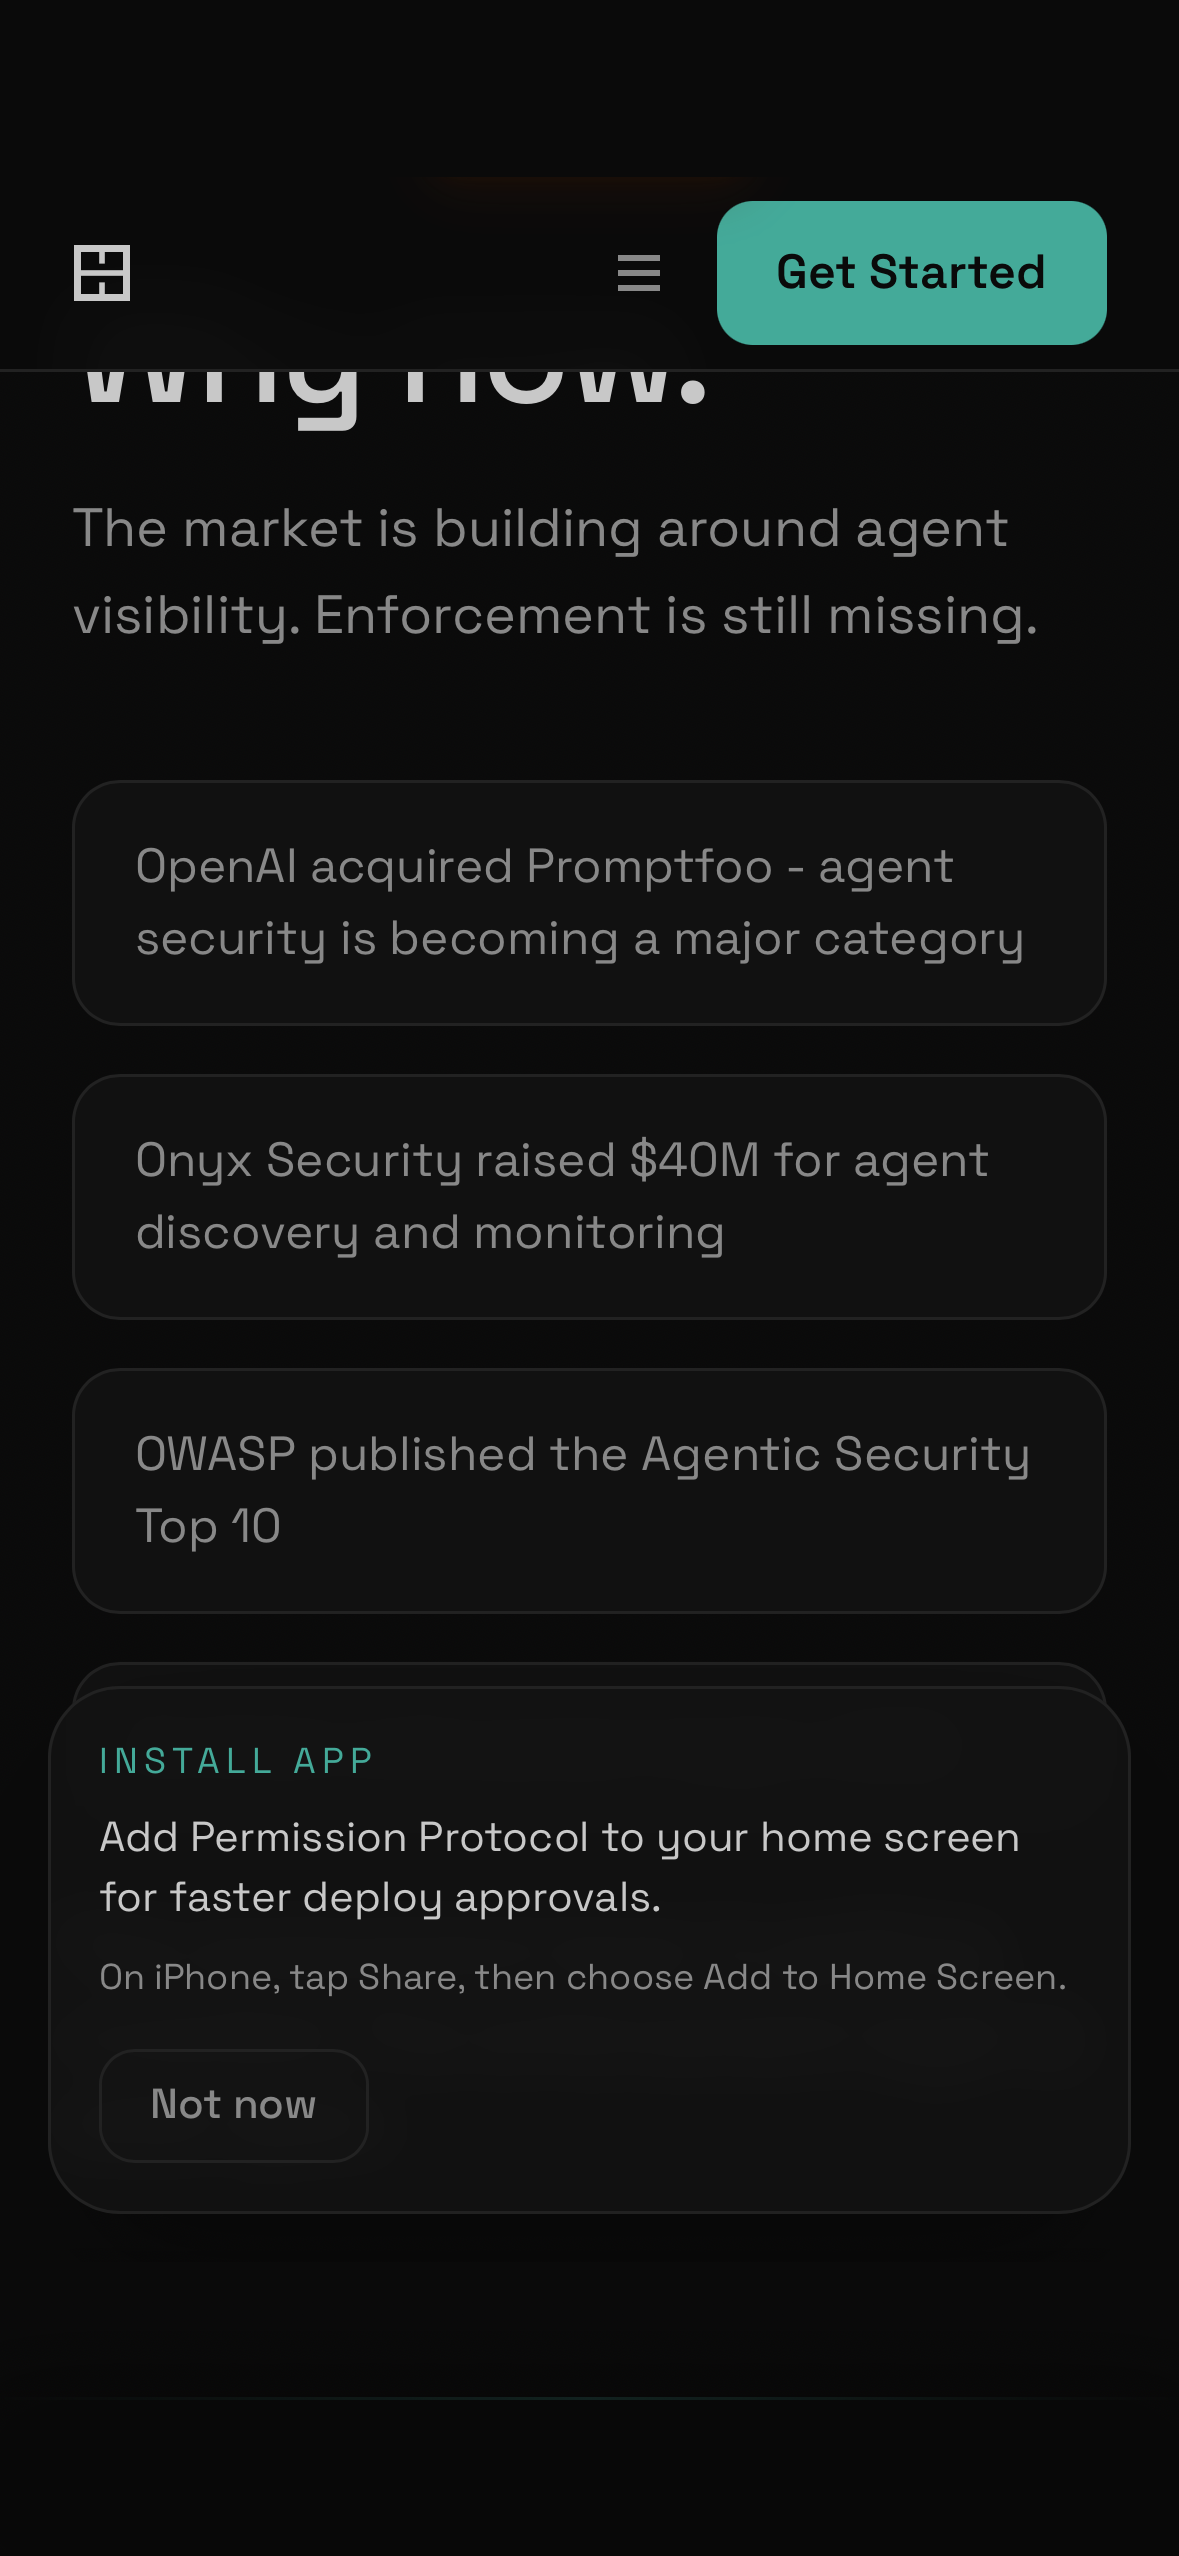 Get Started
Why now.
The market is building around agent
visibility. Enforcement is still missing.
OpenAI acquired Promptfoo - agent
security is becoming a major category
Onyx Security raised $40M for agent
discovery and monitoring
OWASP published the Agentic Security
Top 10
INSTALL APP
Add Permission Protocol to your home screen
for faster deploy approvals.
On iPhone, tap Share, then choose Add to Home Screen.
Not now